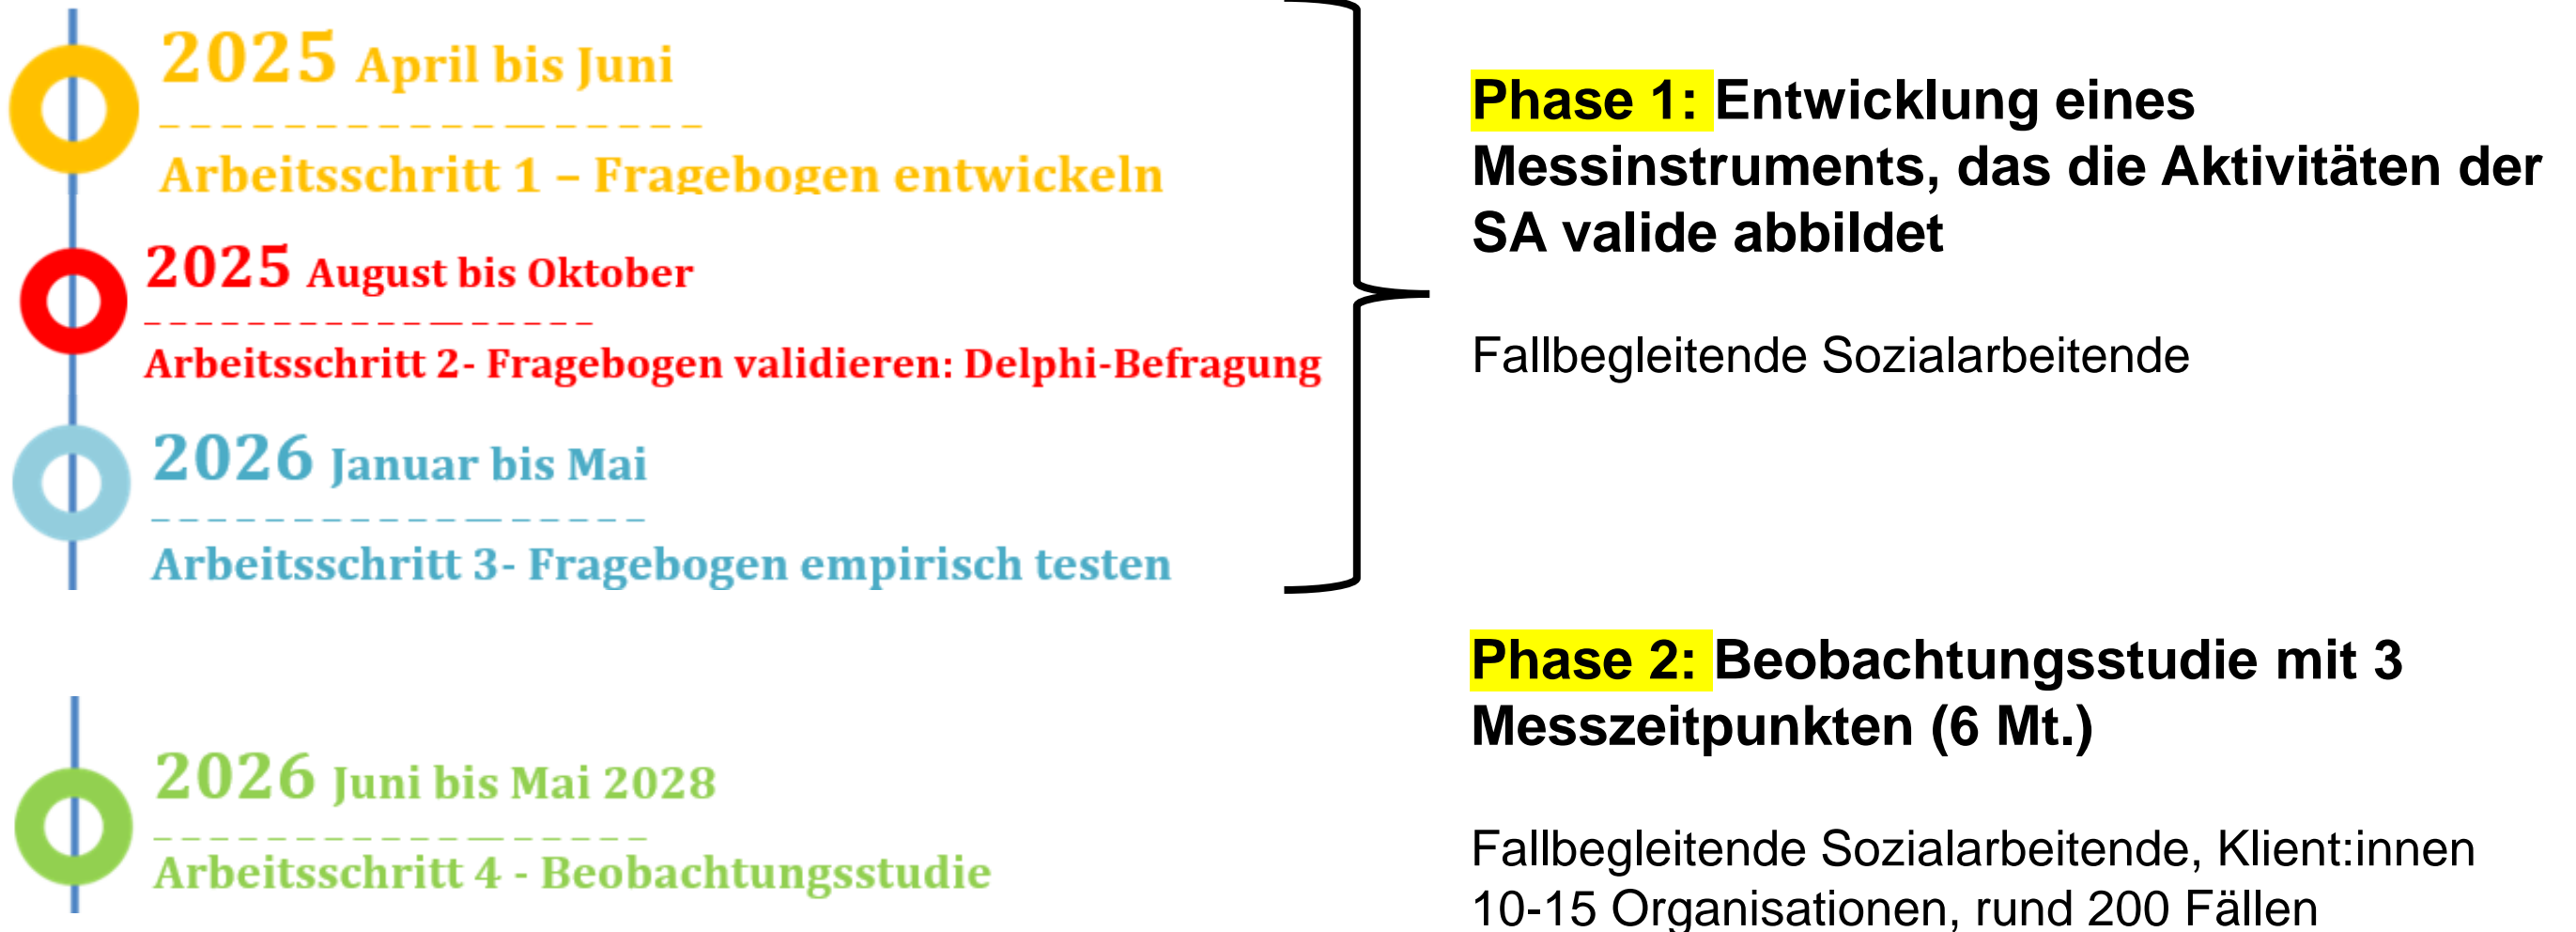 2025 April bis Juni
Arbeitsschritt 1 – Fragebogen entwickeln
2025 August bis Oktober
Arbeitsschritt 2- Fragebogen validieren: Delphi-Befragung
2026 Januar bis Mai
Arbeitsschritt 3- Fragebogen empirisch testen
Phase 1: Entwicklung eines
Messinstruments, das die Aktivitäten der
SA valide abbildet
Fallbegleitende Sozialarbeitende
2026 Juni bis Mai 2028
Arbeitsschritt 4 - Beobachtungsstudie
Phase 2: Beobachtungsstudie mit 3
Messzeitpunkten (6 Mt.)
Fallbegleitende Sozialarbeitende, Klient:innen
10-15 Organisationen, rund 200 Fällen